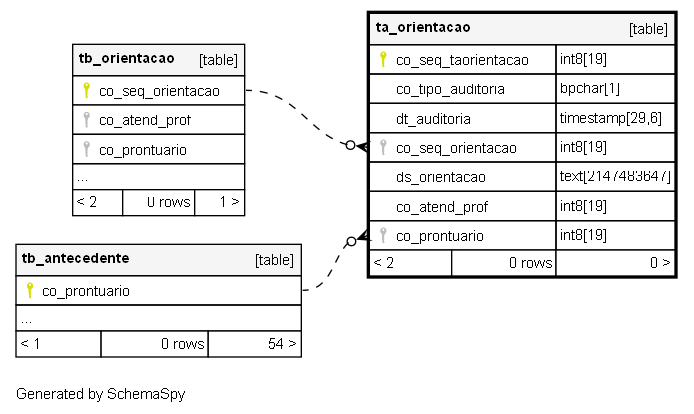 tb_orientacao [table]
co_seq_orientacao
co_atend_prof
co_prontuario
...
< 2 0 rows 1 >
ta_orientacao [table]
co_seq_taorientacao int8[19]
co_tipo_auditoria bpchar[1]
dt_auditoria timestamp[29,6]
co_seq_orientacao int8[19]
ds_orientacao text[2147483647]
co_atend_prof int8[19]
co_prontuario int8[19]
< 2 0 rows 0 >
tb_antecedente [table]
co_prontuario
...
< 1 0 rows 54 >
Generated by SchemaSpy